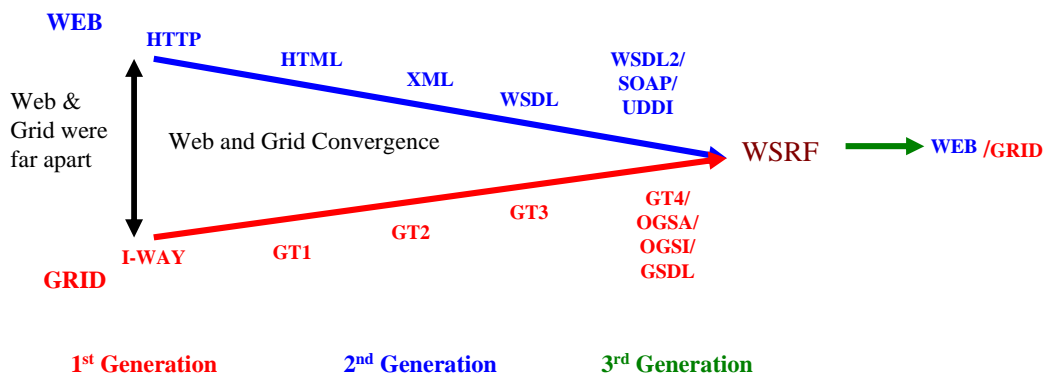 WEB
HTTP
HTML
XML
WSDL
WSDL2/
SOAP/
UDDI
Web &
Grid were
far apart
Web and Grid Convergence
WSRF
WEB /GRID
I-WAY
GT1
GT2
GT3
GT4/
OGSA/
OGSI/
GSDL
GRID
1st Generation
2nd Generation
3rd Generation